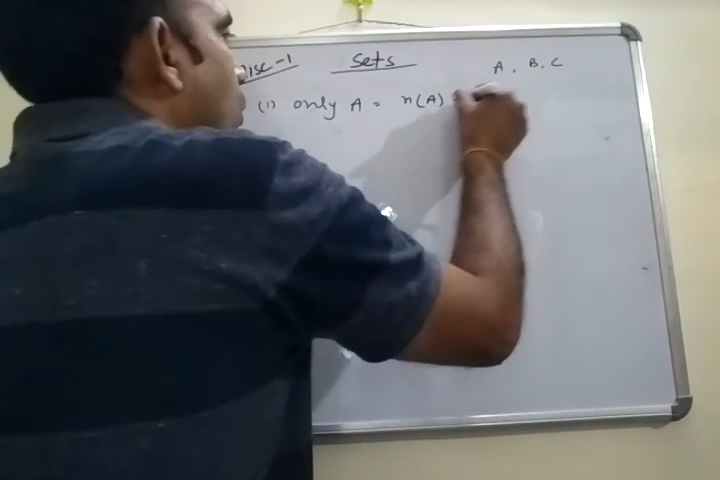 Sets
A, B, C
(1) only A = n(A)